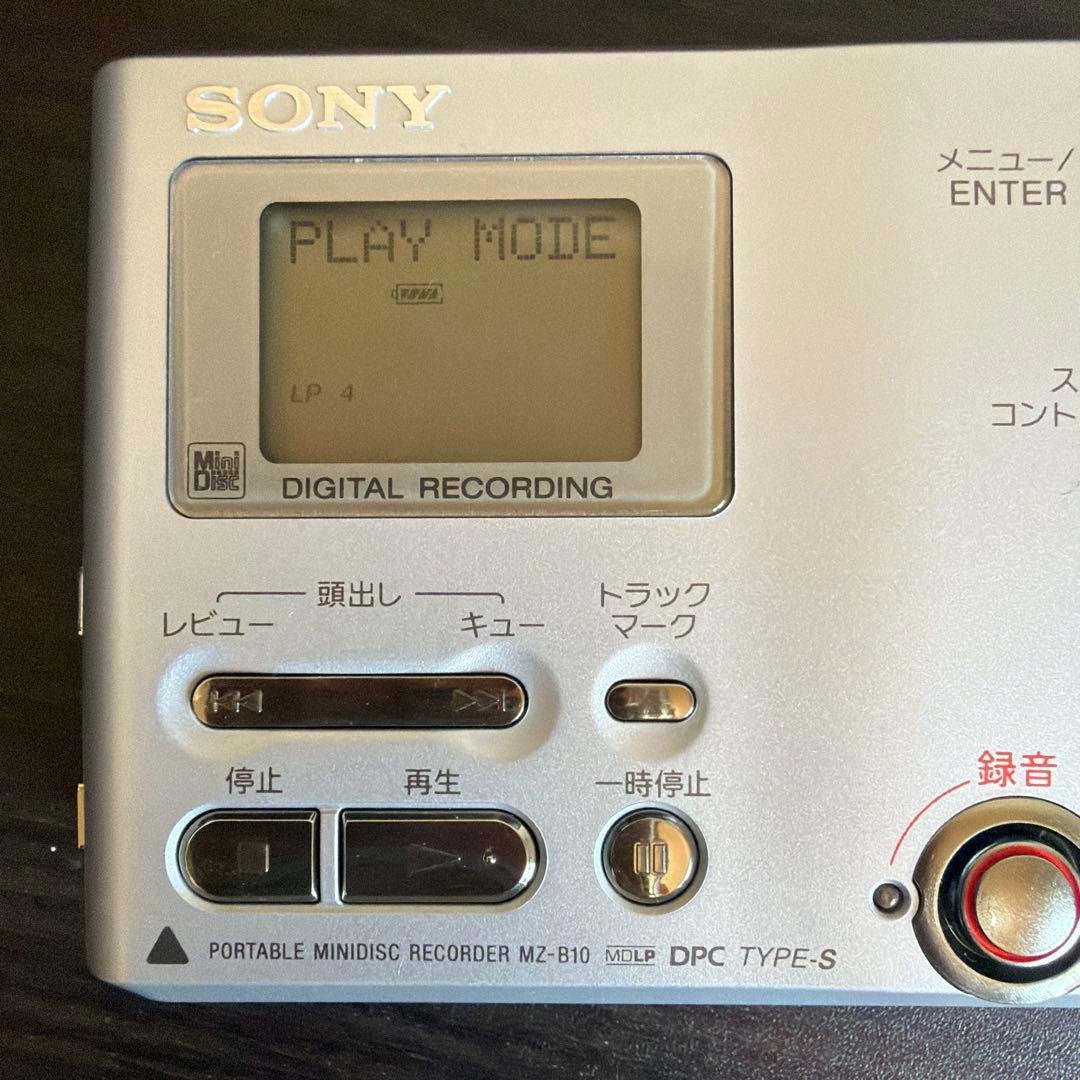 SONY
メニュー/
ENTER
PLAY MODE
LP 4
ス
コント
Mini
Disc
DIGITAL RECORDING
頭出し
レビュー
キュー
トラック
マーク
停止
再生
一時停止
録音
PORTABLE MINIDISC RECORDER MZ-B10 MDLP DPC TYPE-S